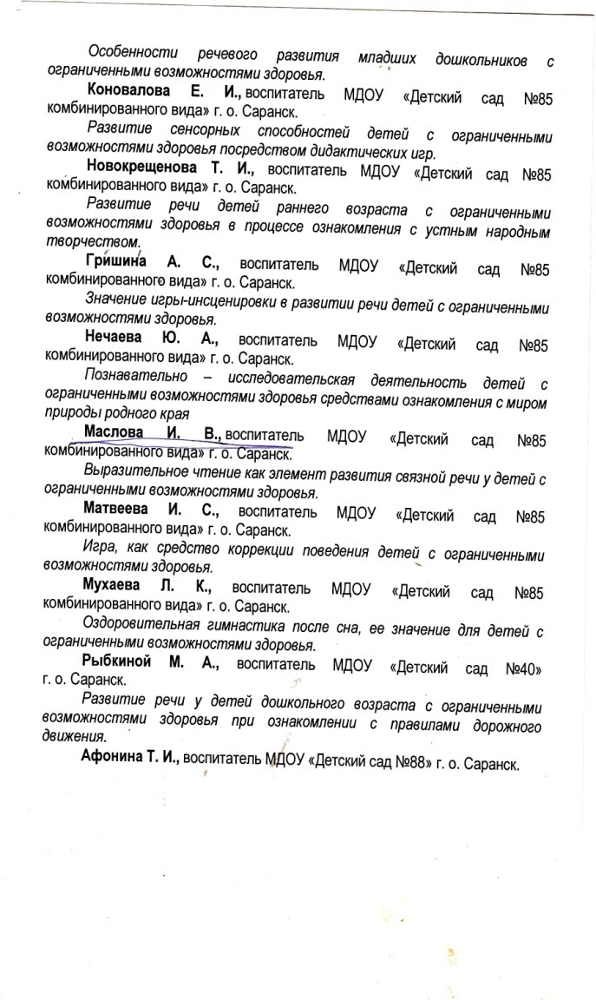 Особенности речевого развития младших дошкольников с
ограниченными возможностями здоровья.
Коновалова Е. И., воспитатель МДОУ «Детский сад №85
комбинированного вида» г. о. Саранск.
Развитие сенсорных способностей детей с ограниченными
возможностями здоровья посредством дидактических игр.
Новокрещенова Т. И., воспитатель МДОУ «Детский сад №85
комбинированного вида» г. о. Саранск.
Развитие речи детей раннего возраста с ограниченными
возможностями здоровья в процессе ознакомления с устным народным
творчеством.
Гришина А. С., воспитатель МДОУ «Детский сад №85
комбинированного вида» г. о. Саранск.
Значение игры-инсценировки в развитии речи детей с ограниченными
возможностями здоровья.
Нечаева Ю. А., воспитатель МДОУ «Детский сад №85
комбинированного вида» г. о. Саранск.
Познавательно – исследовательская деятельность детей с
ограниченными возможностями здоровья средствами ознакомления с миром
природы родного края
Маслова И. В., воспитатель МДОУ «Детский сад №85
комбинированного вида» г. о. Саранск.
Выразительное чтение как элемент развития связной речи у детей с
ограниченными возможностями здоровья.
Матвеева И. С., воспитатель МДОУ «Детский сад №85
комбинированного вида» г. о. Саранск.
Игра, как средство коррекции поведения детей с ограниченными
возможностями здоровья.
Мухаева Л. К., воспитатель МДОУ «Детский сад №85
комбинированного вида» г. о. Саранск.
Оздоровительная гимнастика после сна, ее значение для детей с
ограниченными возможностями здоровья.
Рыбкиной М. А., воспитатель МДОУ «Детский сад №40»
г. о. Саранск.
Развитие речи у детей дошкольного возраста с ограниченными
возможностями здоровья при ознакомлении с правилами дорожного
движения.
Афонина Т. И., воспитатель МДОУ «Детский сад №88» г. о. Саранск.